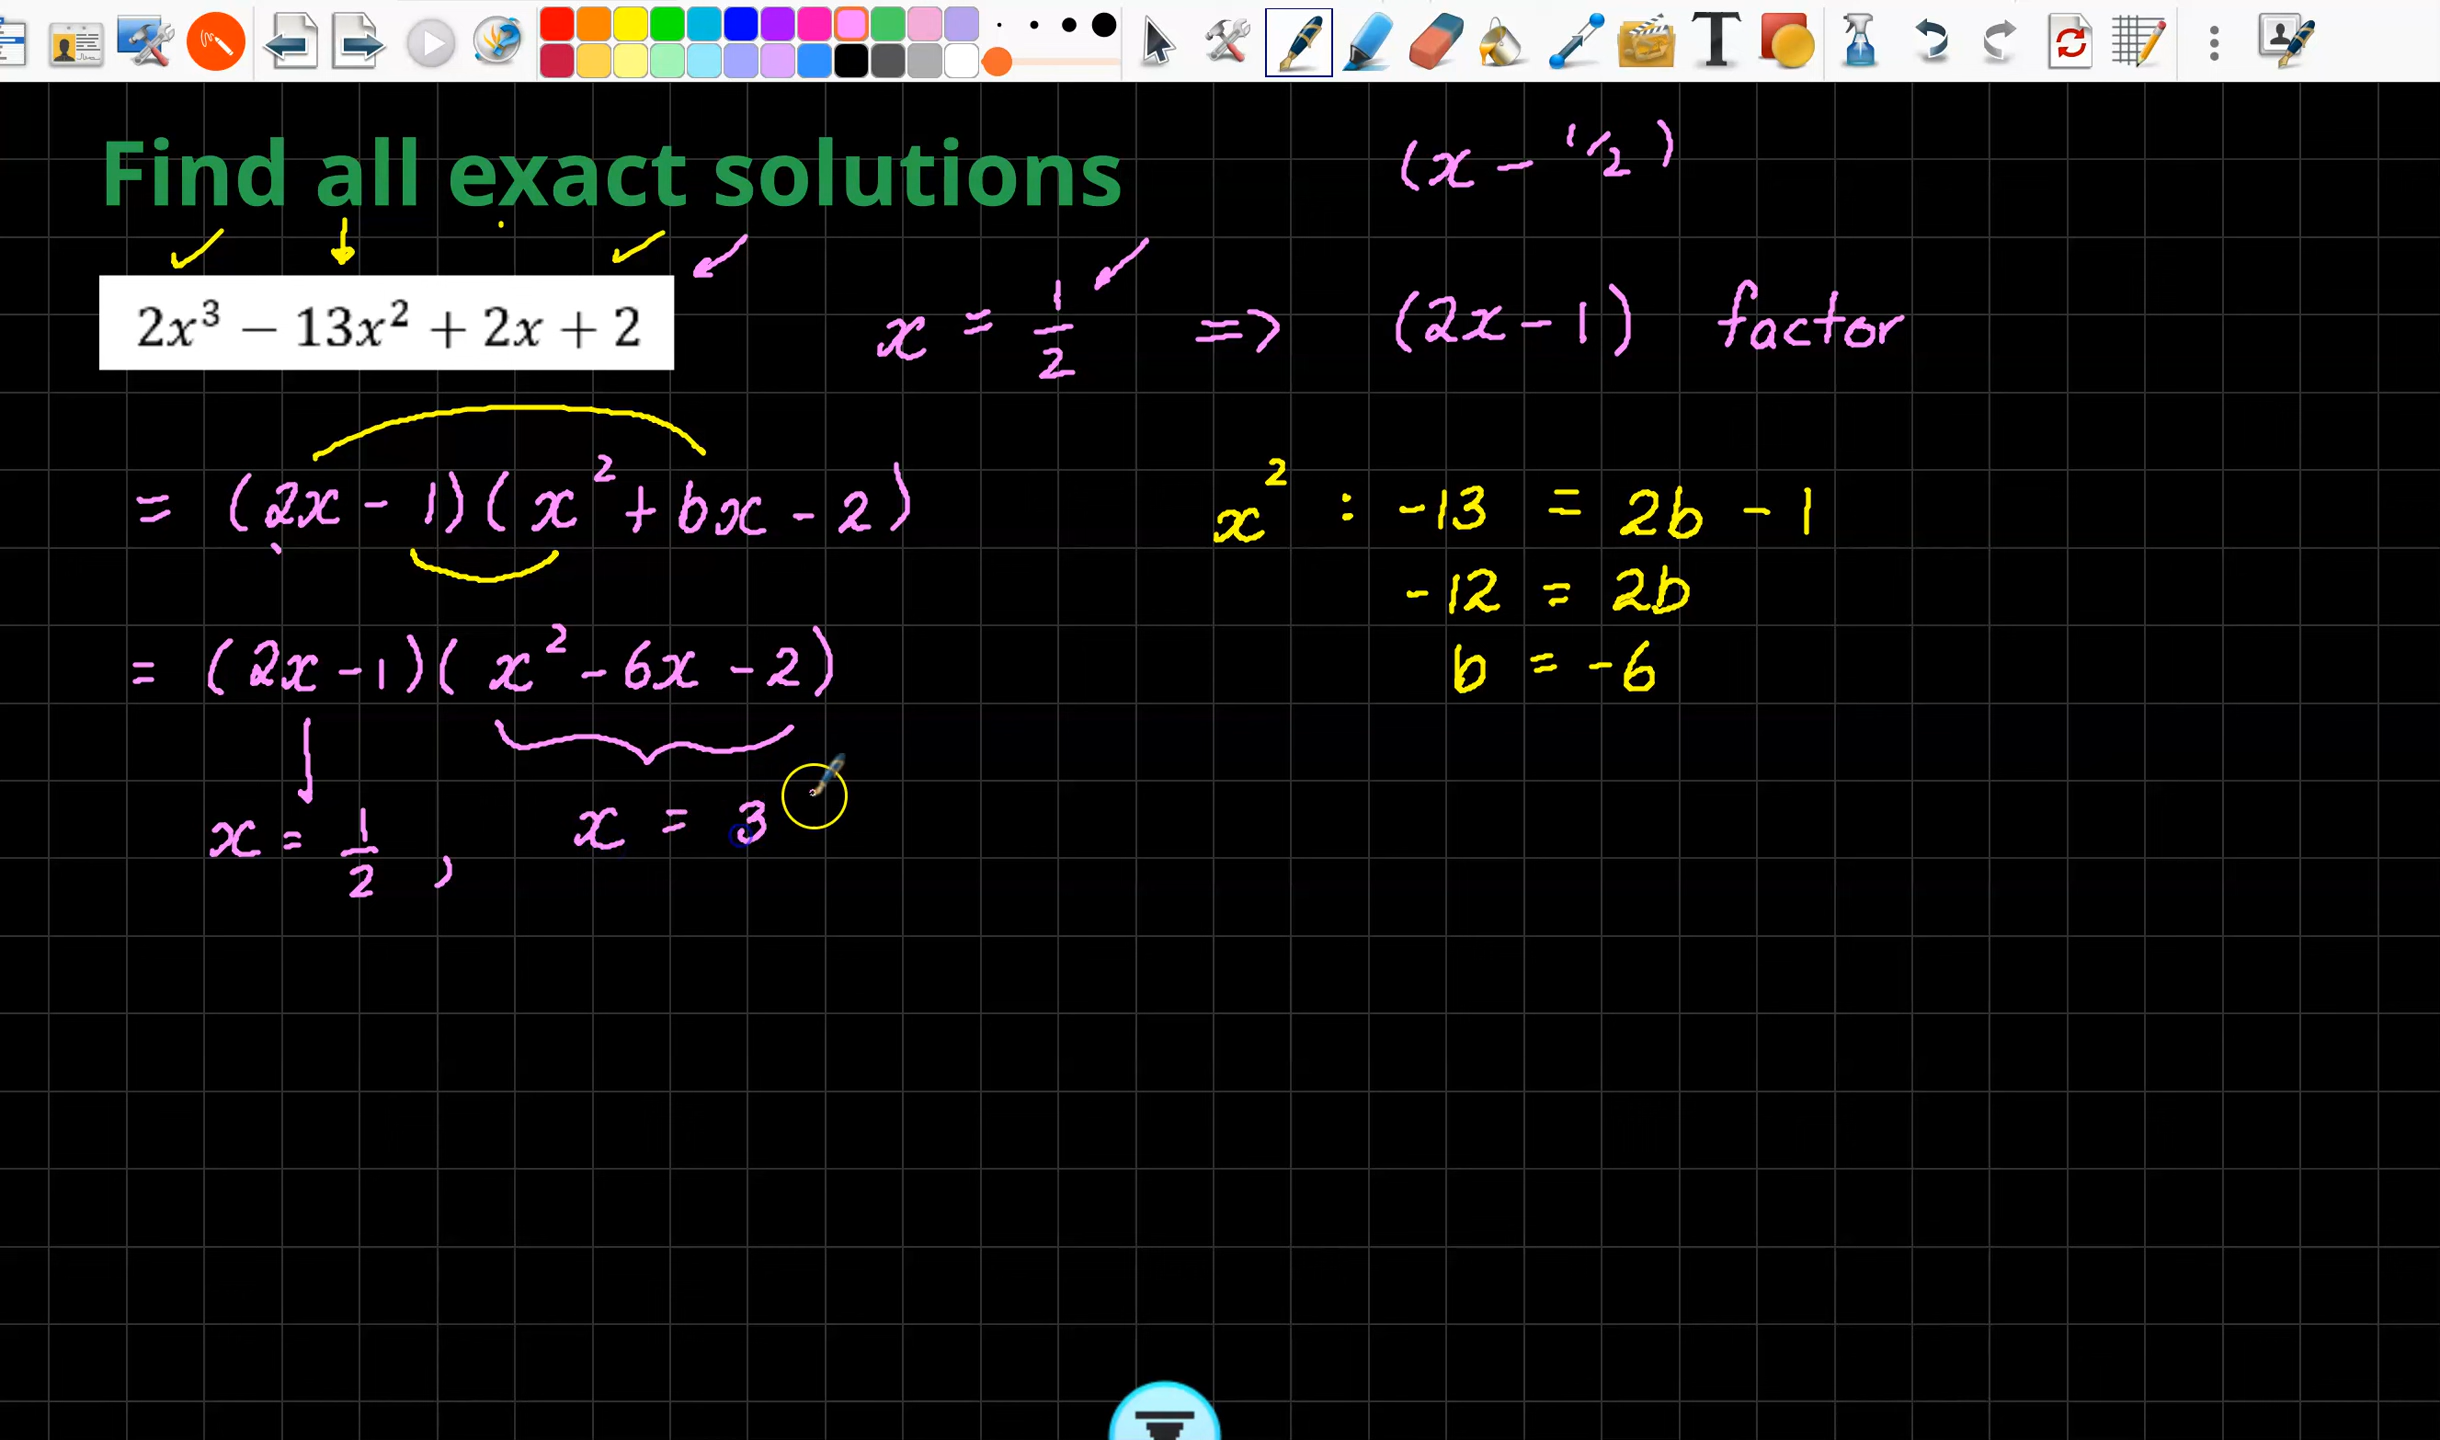 Find all exact solutions
(x - 1/2)
2x³ − 13x² + 2x + 2
x = 1/2 => (2x - 1) factor
= (2x - 1)(x² + bx - 2)
x² : -13 = 2b - 1
-12 = 2b
= (2x - 1)(x² - 6x - 2)
b = -6
x = 1/2 , x = 3